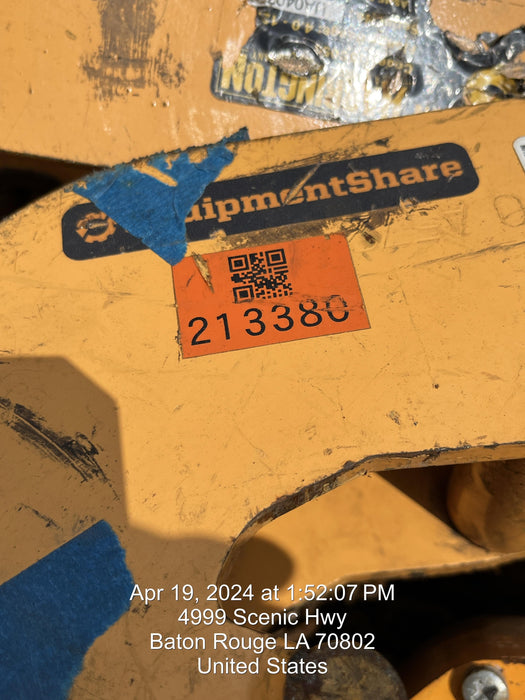 NGTON
EquipmentShare
213380
Apr 19, 2024 at 1:52:07 PM
4999 Scenic Hwy
Baton Rouge LA 70802
United States